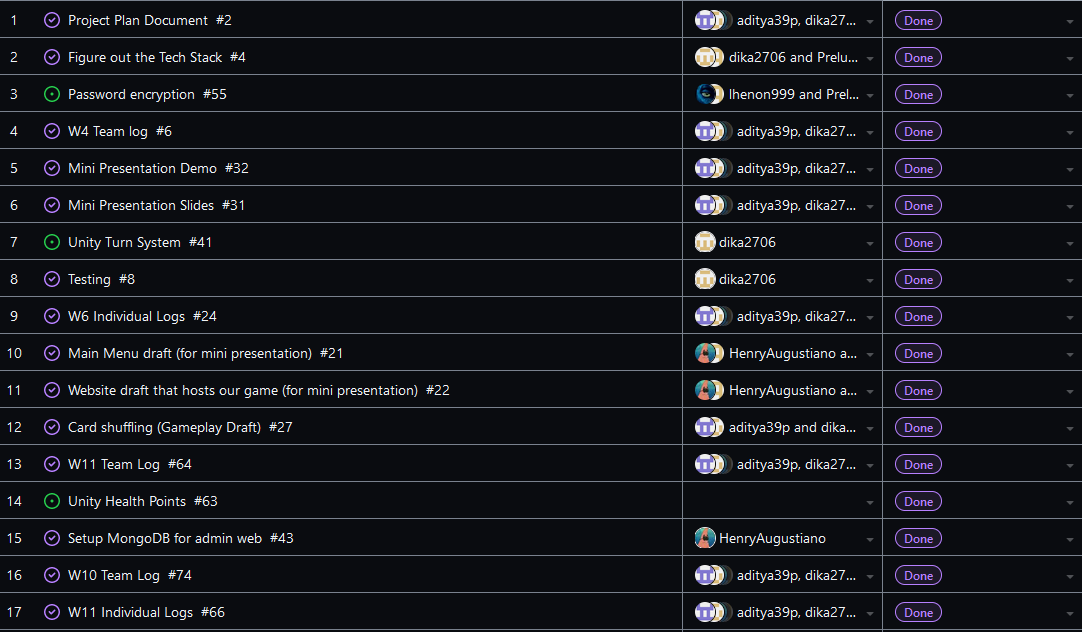 1 Project Plan Document #2 aditya39p, dika27... Done
2 Figure out the Tech Stack #4 dika2706 and Prelu... Done
3 Password encryption #55 lhenon999 and Prel... Done
4 W4 Team log #6 aditya39p, dika27... Done
5 Mini Presentation Demo #32 aditya39p, dika27... Done
6 Mini Presentation Slides #31 aditya39p, dika27... Done
7 Unity Turn System #41 dika2706 Done
8 Testing #8 dika2706 Done
9 W6 Individual Logs #24 aditya39p, dika27... Done
10 Main Menu draft (for mini presentation) #21 HenryAugustiano a... Done
11 Website draft that hosts our game (for mini presentation) #22 HenryAugustiano a... Done
12 Card shuffling (Gameplay Draft) #27 aditya39p and dika... Done
13 W11 Team Log #64 aditya39p, dika27... Done
14 Unity Health Points #63 Done
15 Setup MongoDB for admin web #43 HenryAugustiano Done
16 W10 Team Log #74 aditya39p, dika27... Done
17 W11 Individual Logs #66 aditya39p, dika27... Done